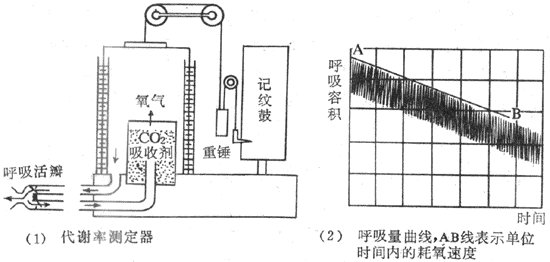 氧气
CO₂
吸收剂
呼吸活瓣
重锤
记纹鼓
(1) 代谢率测定器
A
B
呼吸容积
时间
(2) 呼吸量曲线,AB线表示单位
时间内的耗氧速度